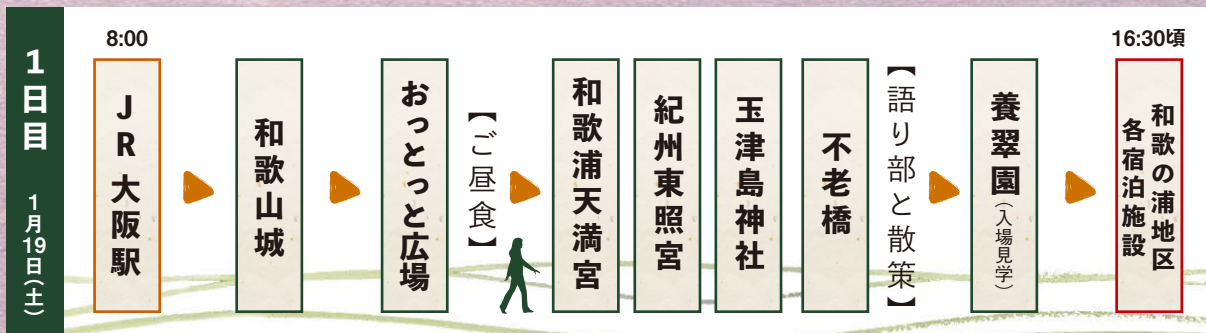 1日目
1月19日(土)
8:00
JR大阪駅
和歌山城
おっとっと広場
【ご昼食】
和歌浦天満宮
紀州東照宮
玉津島神社
不老橋
【語り部と散策】
養翠園(入場見学)
16:30頃
和歌の浦地区
各宿泊施設